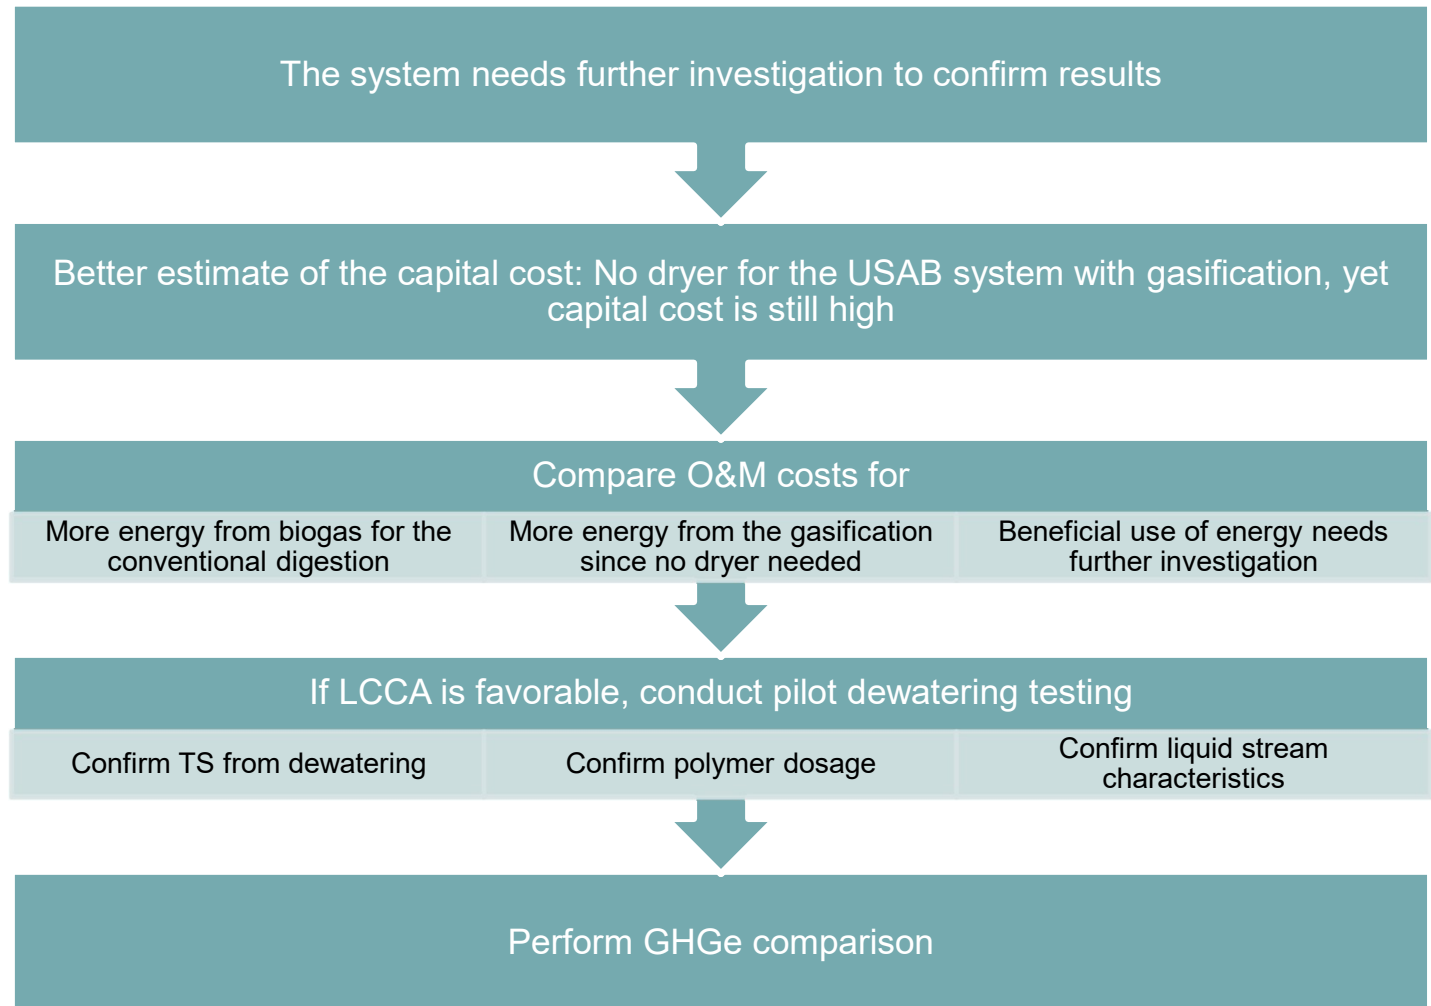 The system needs further investigation to confirm results
Better estimate of the capital cost: No dryer for the USAB system with gasification, yet
capital cost is still high
Compare O&M costs for
More energy from biogas for the
conventional digestion
More energy from the gasification
since no dryer needed
Beneficial use of energy needs
further investigation
If LCCA is favorable, conduct pilot dewatering testing
Confirm TS from dewatering
Confirm polymer dosage
Confirm liquid stream
characteristics
Perform GHGe comparison